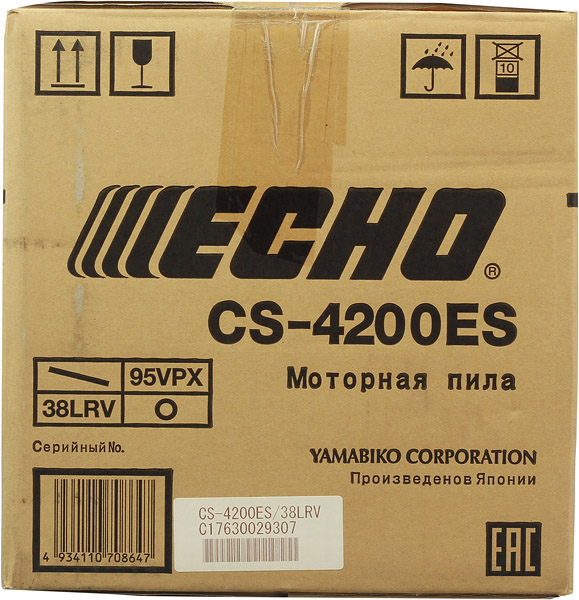 10
ECHO®
CS-4200ES
95VPX
38LRV
Моторная пила
Серийный No.
YAMABIKO CORPORATION
Произведенов Японии
4 934110 708647
CS-4200ES/38LRV
C17630029307
EAC